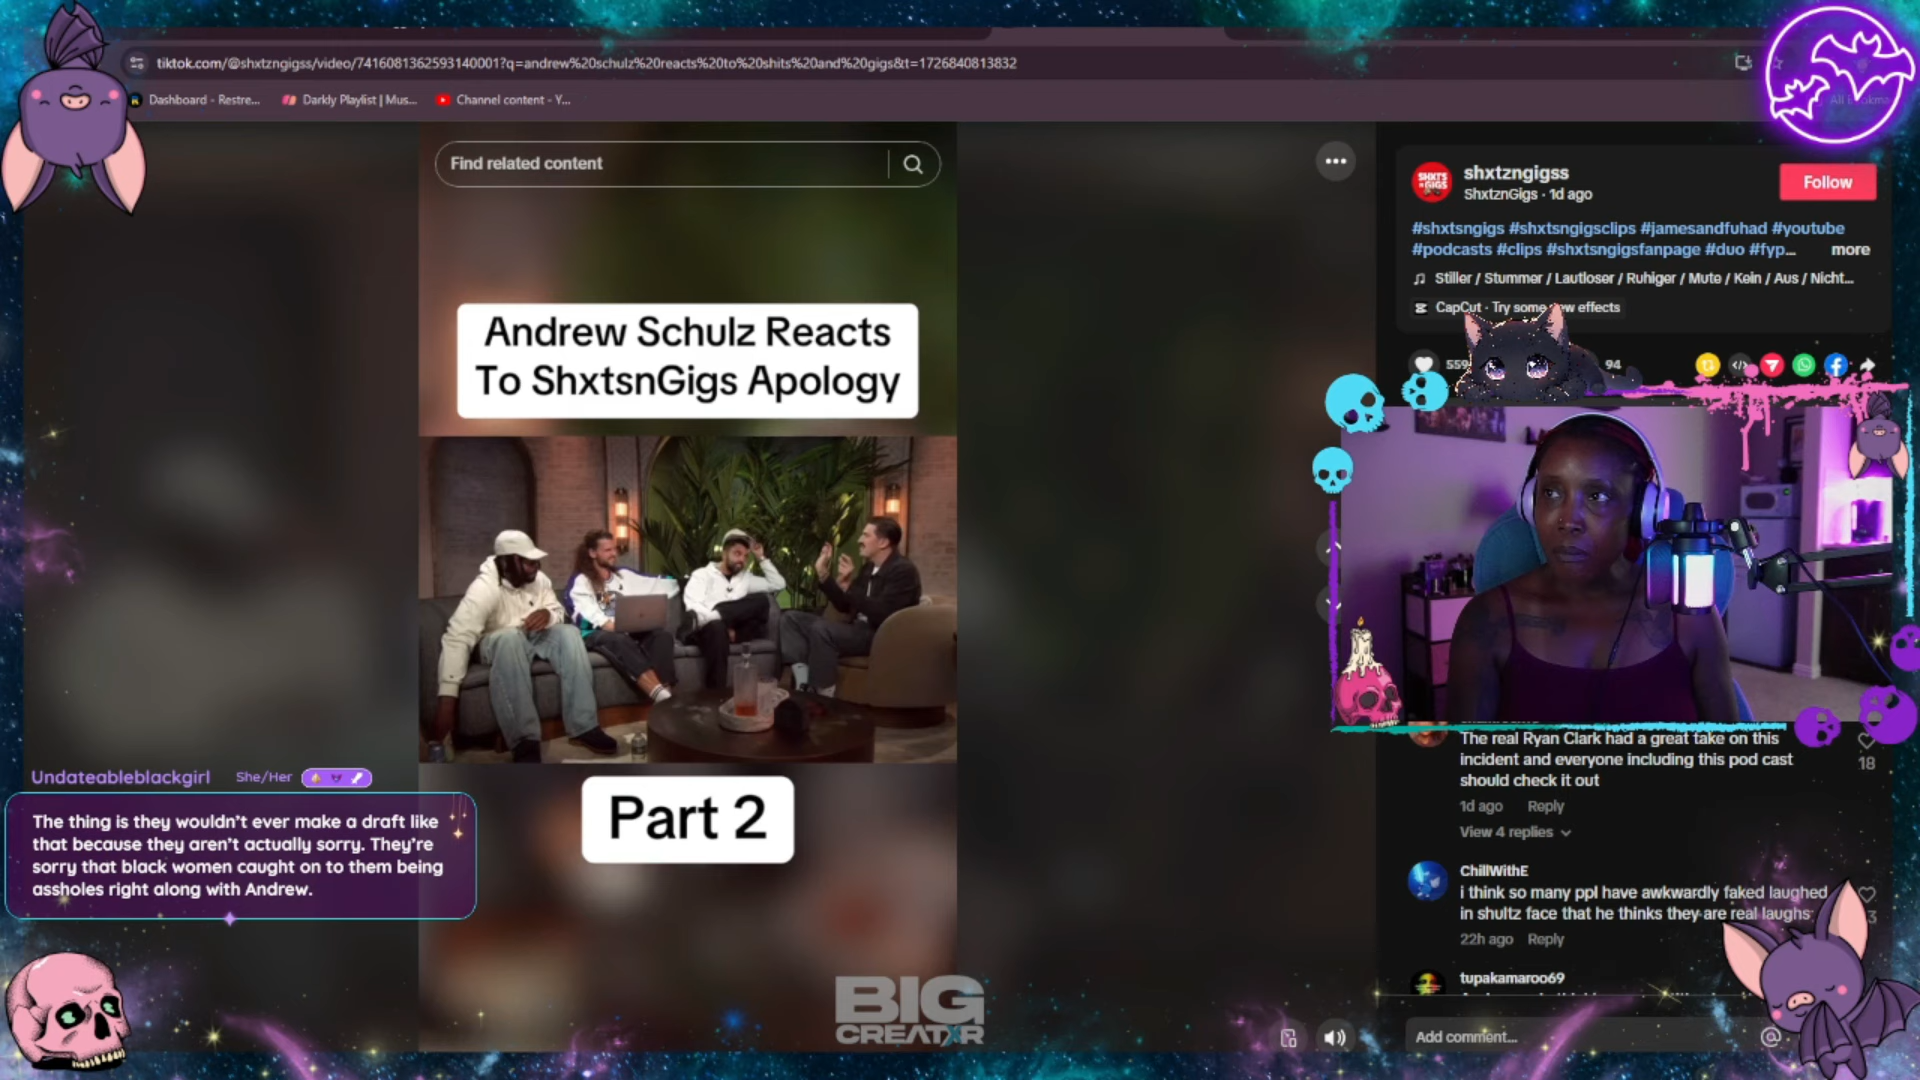 tiktok.com/@shxtzngigss/video/7416081362593140001?q=andrew%20schulz%20reacts%20to%20shits%20and%20gigs&t=1726840813832
Dashboard - Restre...
Darkly Playlist | Mus...
Channel content - Y...
Find related content
Andrew Schulz Reacts
To ShxtsnGigs Apology
Part 2
BIG
CREATXR
Undateableblackgirl She/Her
The thing is they wouldn't ever make a draft like
that because they aren't actually sorry. They're
sorry that black women caught on to them being
assholes right along with Andrew.
SHXTS
N GIGS
shxtzngigss
ShxtznGigs · 1d ago
Follow
#shxtsngigs #shxtsngigsclips #jamesandfuhad #youtube
#podcasts #clips #shxtsngigsfanpage #duo #fyp... more
Stiller / Stummer / Lautloser / Ruhiger / Mute / Kein / Aus / Nicht...
CapCut · Try some new effects
559
94
The real Ryan Clark had a great take on this
incident and everyone including this pod cast
should check it out
18
1d ago Reply
View 4 replies
ChillWithE
i think so many ppl have awkwardly faked laughed
in shultz face that he thinks they are real laughs
3
22h ago Reply
tupakamaroo69
Add comment...